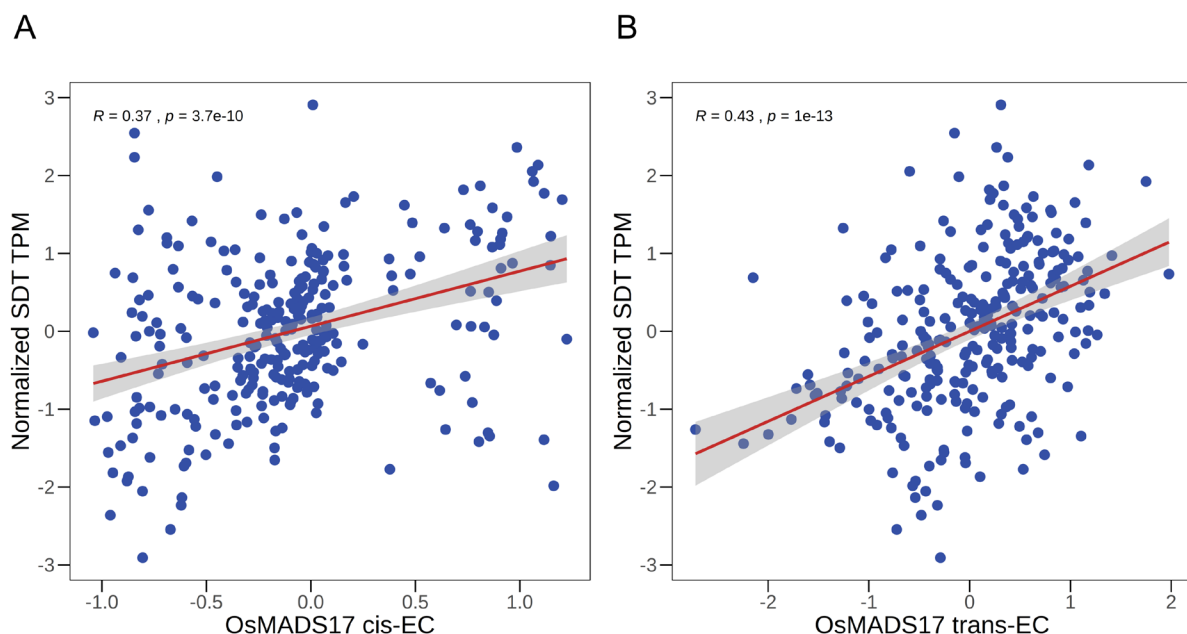 A
B
R = 0.37 , p = 3.7e-10
R = 0.43 , p = 1e-13
Normalized SDT TPM
3
2
1
0
-1
-2
-3
-1.0 -0.5 0.0 0.5 1.0
OsMADS17 cis-EC
Normalized SDT TPM
3
2
1
0
-1
-2
-3
-2 -1 0 1 2
OsMADS17 trans-EC